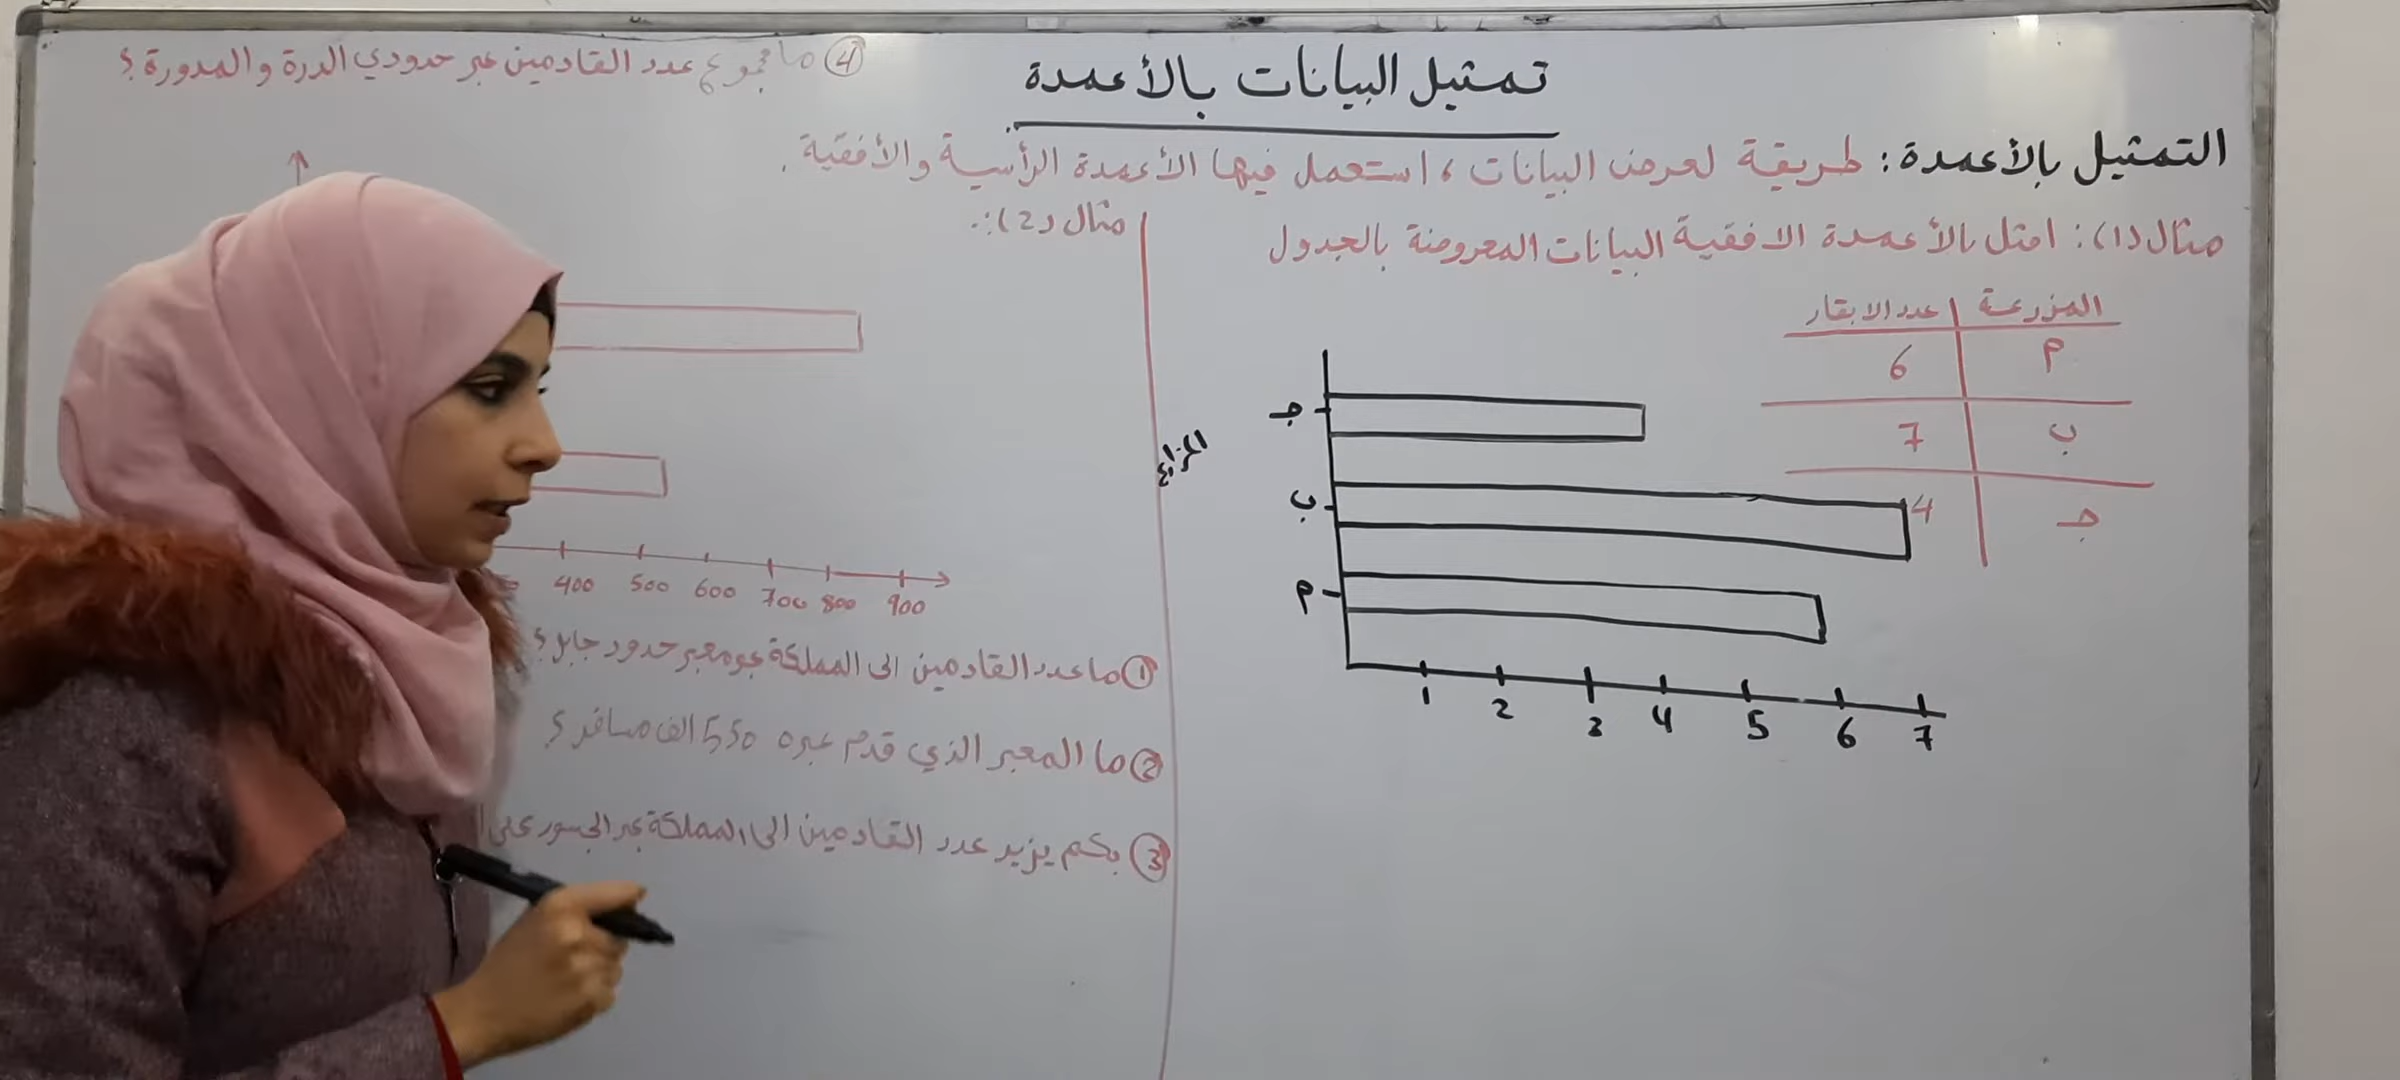 تمثيل البيانات بالأعمدة
التمثيل بالأعمدة: طريقة لعرض البيانات، استعمل فيها الأعمدة الرأسية والأفقية.
مثال (1): امثل بالأعمدة الافقية البيانات المعروضة بالجدول
المزرعة عدد الابقار
م 6
ب 7
جـ 4
المزارع
جـ
ب
م
1 2 3 4 5 6 7
مثال (2):
400 500 600 700 800 900
① ما عدد القادمين الى المملكة حدود جابر؟
② ما المعبر الذي قدم عبره 550 الف مسافر؟
③ بكم يزيد عدد القادمين الى المملكة عبر الجسور على
④ ما مجموع عدد القادمين عبر حدودي الدرة والمدورة؟